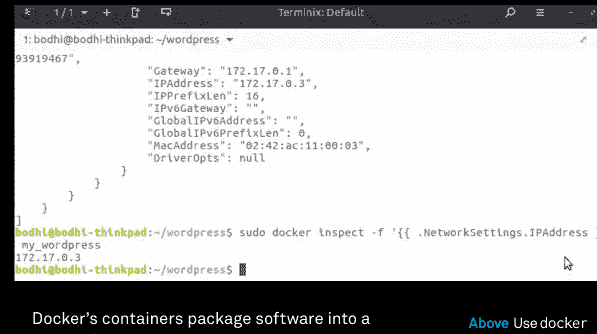 1 / 1
Terminix: Default
1: bodhi@bodhi-thinkpad: ~/wordpress
93919467",
"Gateway": "172.17.0.1",
"IPAddress": "172.17.0.3",
"IPPrefixLen": 16,
"IPv6Gateway": "",
"GlobalIPv6Address": "",
"GlobalIPv6PrefixLen": 0,
"MacAddress": "02:42:ac:11:00:03",
"DriverOpts": null
}
}
}
}
]
bodhi@bodhi-thinkpad:~/wordpress$ sudo docker inspect -f '{{ .NetworkSettings.IPAddress }
my_wordpress
172.17.0.3
bodhi@bodhi-thinkpad:~/wordpress$
Docker's containers package software into a
Above Use docker